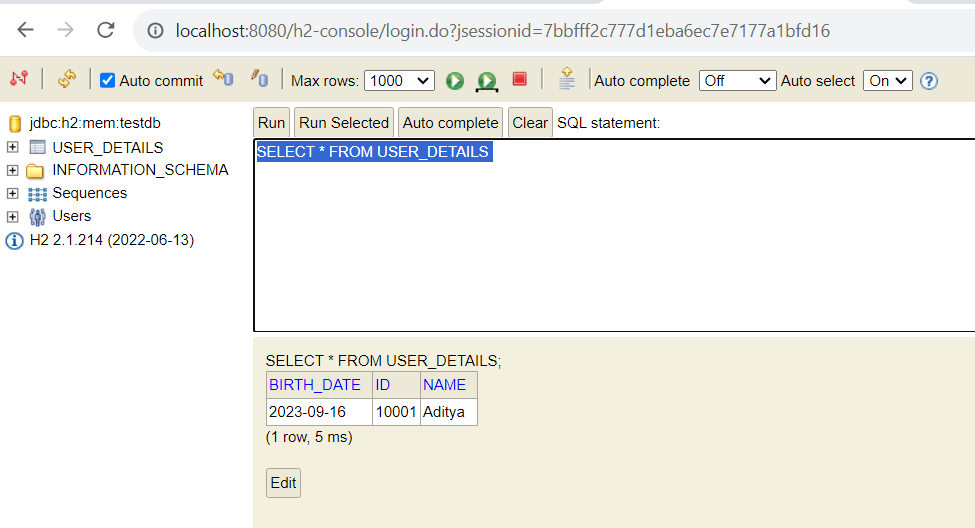 localhost:8080/h2-console/login.do?jsessionid=7bbfff2c777d1eba6ec7e7177a1bfd16
Auto commit Max rows: 1000 Auto complete Off Auto select On ?
jdbc:h2:mem:testdb
USER_DETAILS
INFORMATION_SCHEMA
Sequences
Users
H2 2.1.214 (2022-06-13)
Run Run Selected Auto complete Clear SQL statement:
SELECT * FROM USER_DETAILS
SELECT * FROM USER_DETAILS;
BIRTH_DATE ID NAME
2023-09-16 10001 Aditya
(1 row, 5 ms)
Edit